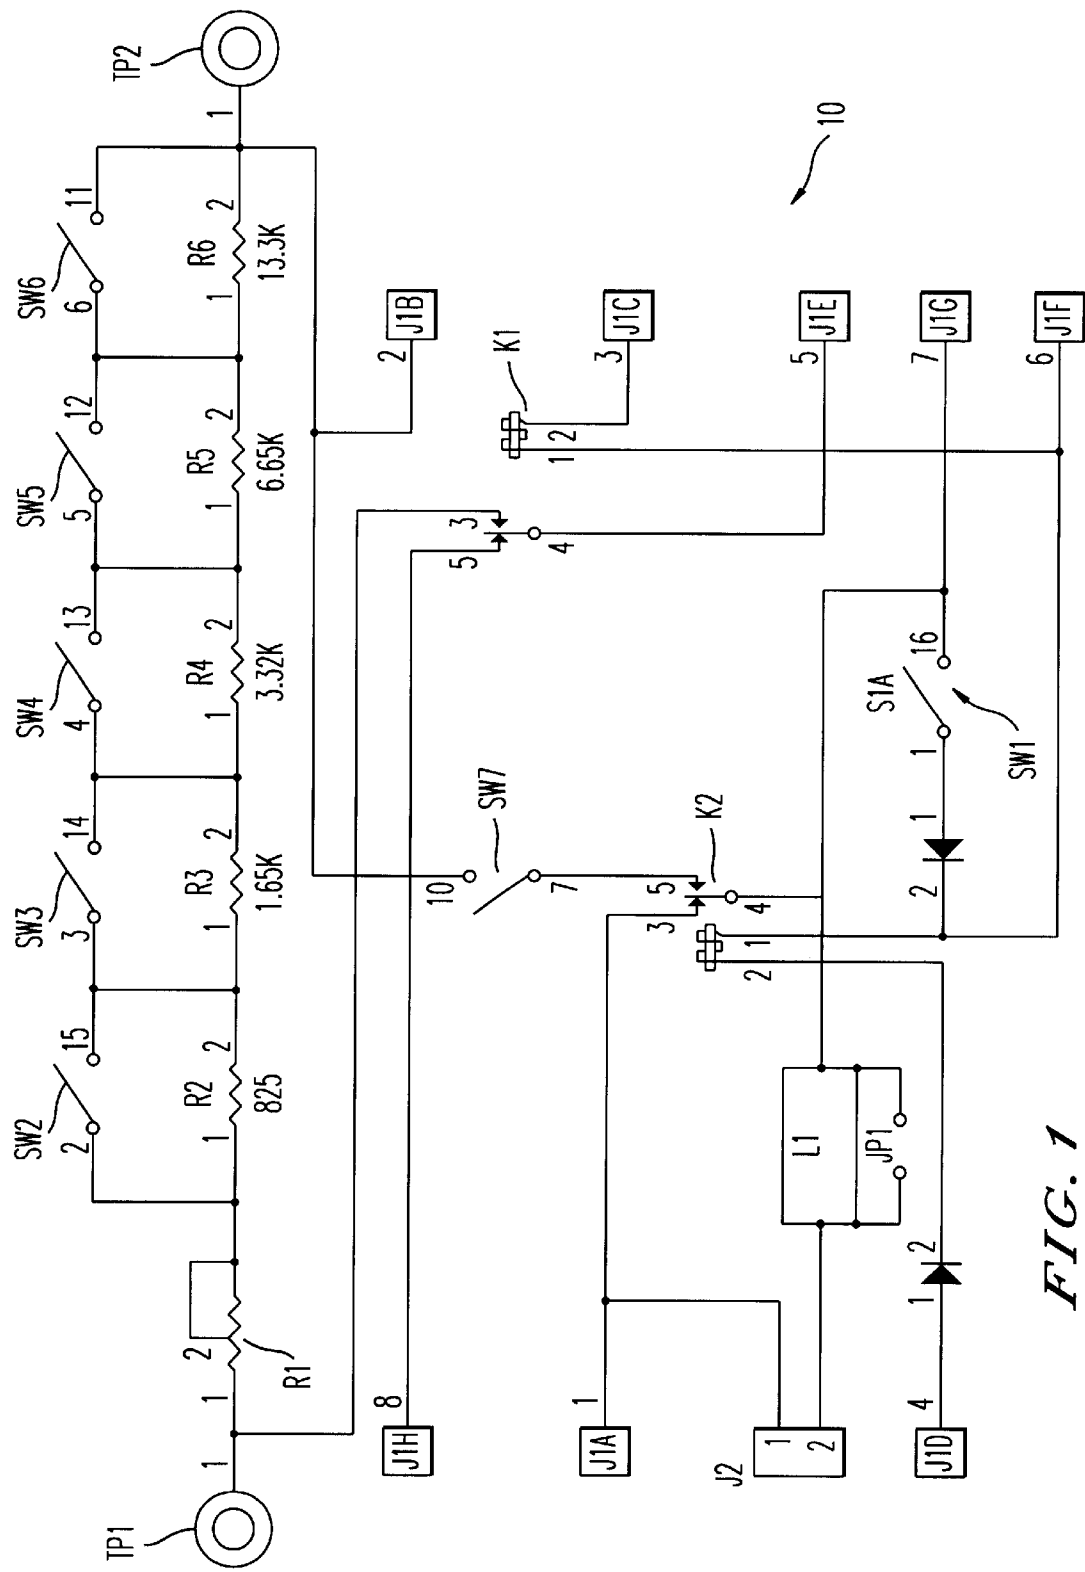 TP2
1
SW6
11
6
R6
2
1
13.3K
SW5
12
5
R5
2
1
6.65K
SW4
13
4
R4
2
1
3.32K
SW3
14
3
R3
2
1
1.65K
SW2
15
2
R2
2
1
825
2
1
R1
1
TP1
10
J1B
2
K1
J1C
3
1
2
J1E
5
J1G
7
J1F
6
5
3
4
10
SW7
7
K2
3
5
4
2
1
S1A
16
1
SW1
1
2
L1
JP1
J1H
8
J1A
1
J2
1
2
J1D
4
1
2
FIG. 1